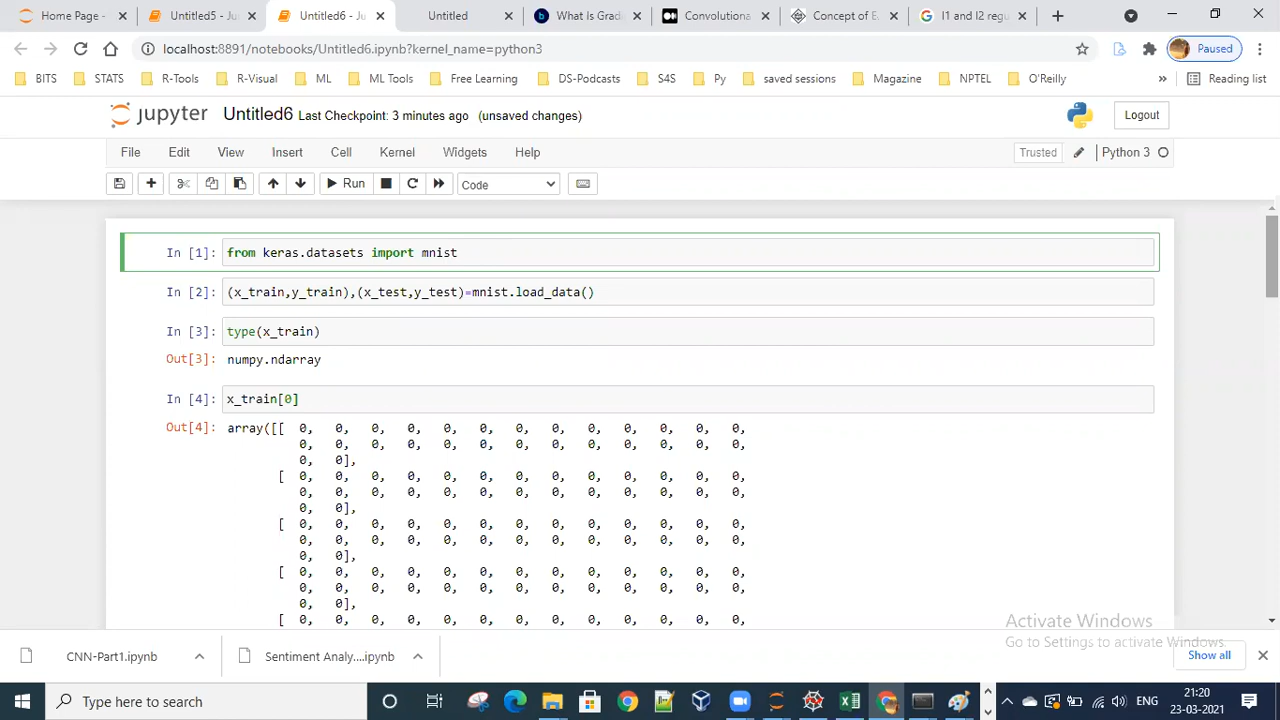 Home Page -
Untitled5 - Ju
Untitled6 - Ju
Untitled
What Is Gradi
Convolutiona
Concept of E
l1 and l2 regu
localhost:8891/notebooks/Untitled6.ipynb?kernel_name=python3
Paused
BITS
STATS
R-Tools
R-Visual
ML
ML Tools
Free Learning
DS-Podcasts
S4S
Py
saved sessions
Magazine
NPTEL
O'Reilly
»
Reading list
jupyter Untitled6 Last Checkpoint: 3 minutes ago (unsaved changes)
Logout
File Edit View Insert Cell Kernel Widgets Help
Trusted
Python 3
Run
Code
In [1]: from keras.datasets import mnist
In [2]: (x_train,y_train),(x_test,y_test)=mnist.load_data()
In [3]: type(x_train)
Out[3]: numpy.ndarray
In [4]: x_train[0]
Out[4]: array([[ 0, 0, 0, 0, 0, 0, 0, 0, 0, 0, 0, 0, 0,
0, 0, 0, 0, 0, 0, 0, 0, 0, 0, 0, 0, 0,
0, 0],
[ 0, 0, 0, 0, 0, 0, 0, 0, 0, 0, 0, 0, 0,
0, 0, 0, 0, 0, 0, 0, 0, 0, 0, 0, 0, 0,
0, 0],
[ 0, 0, 0, 0, 0, 0, 0, 0, 0, 0, 0, 0, 0,
0, 0, 0, 0, 0, 0, 0, 0, 0, 0, 0, 0, 0,
0, 0],
[ 0, 0, 0, 0, 0, 0, 0, 0, 0, 0, 0, 0, 0,
0, 0, 0, 0, 0, 0, 0, 0, 0, 0, 0, 0, 0,
0, 0],
[ 0, 0, 0, 0, 0, 0, 0, 0, 0, 0, 0, 0, 0,
Activate Windows
Go to Settings to activate Windows.
CNN-Part1.ipynb
Sentiment Analy....ipynb
Show all
Type here to search
ENG
21:20
23-03-2021